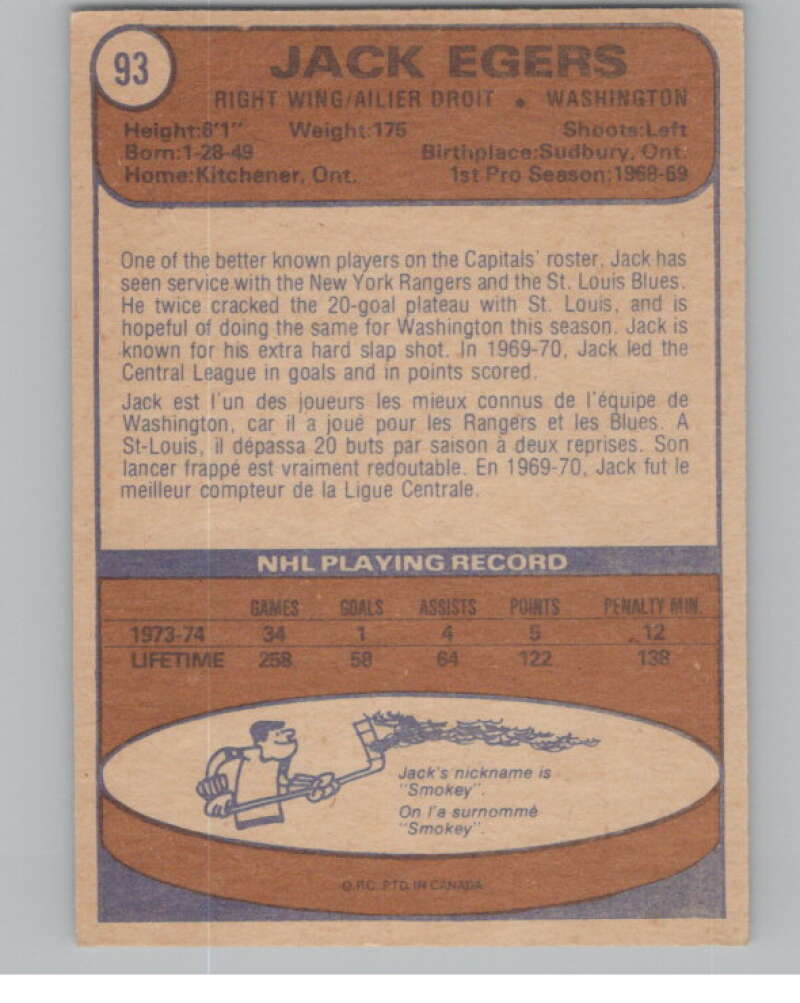 93
JACK EGERS
RIGHT WING/AILIER DROIT • WASHINGTON
Height:6'1" Weight:175 Shoots:Left
Born:1-28-49 Birthplace:Sudbury, Ont.
Home:Kitchener, Ont. 1st Pro Season:1968-69
One of the better known players on the Capitals' roster, Jack has
seen service with the New York Rangers and the St. Louis Blues.
He twice cracked the 20-goal plateau with St. Louis, and is
hopeful of doing the same for Washington this season. Jack is
known for his extra hard slap shot. In 1969-70, Jack led the
Central League in goals and in points scored.
Jack est l'un des joueurs les mieux connus de l'équipe de
Washington, car il a joué pour les Rangers et les Blues. A
St-Louis, il dépassa 20 buts par saison à deux reprises. Son
lancer frappé est vraiment redoutable. En 1969-70, Jack fut le
meilleur compteur de la Ligue Centrale.
NHL PLAYING RECORD
GAMES GOALS ASSISTS POINTS PENALTY MIN.
1973-74 34 1 4 5 12
LIFETIME 258 58 64 122 138
Jack's nickname is
"Smokey".
On l'a surnommé
"Smokey".
O.P.C. PTD. IN CANADA